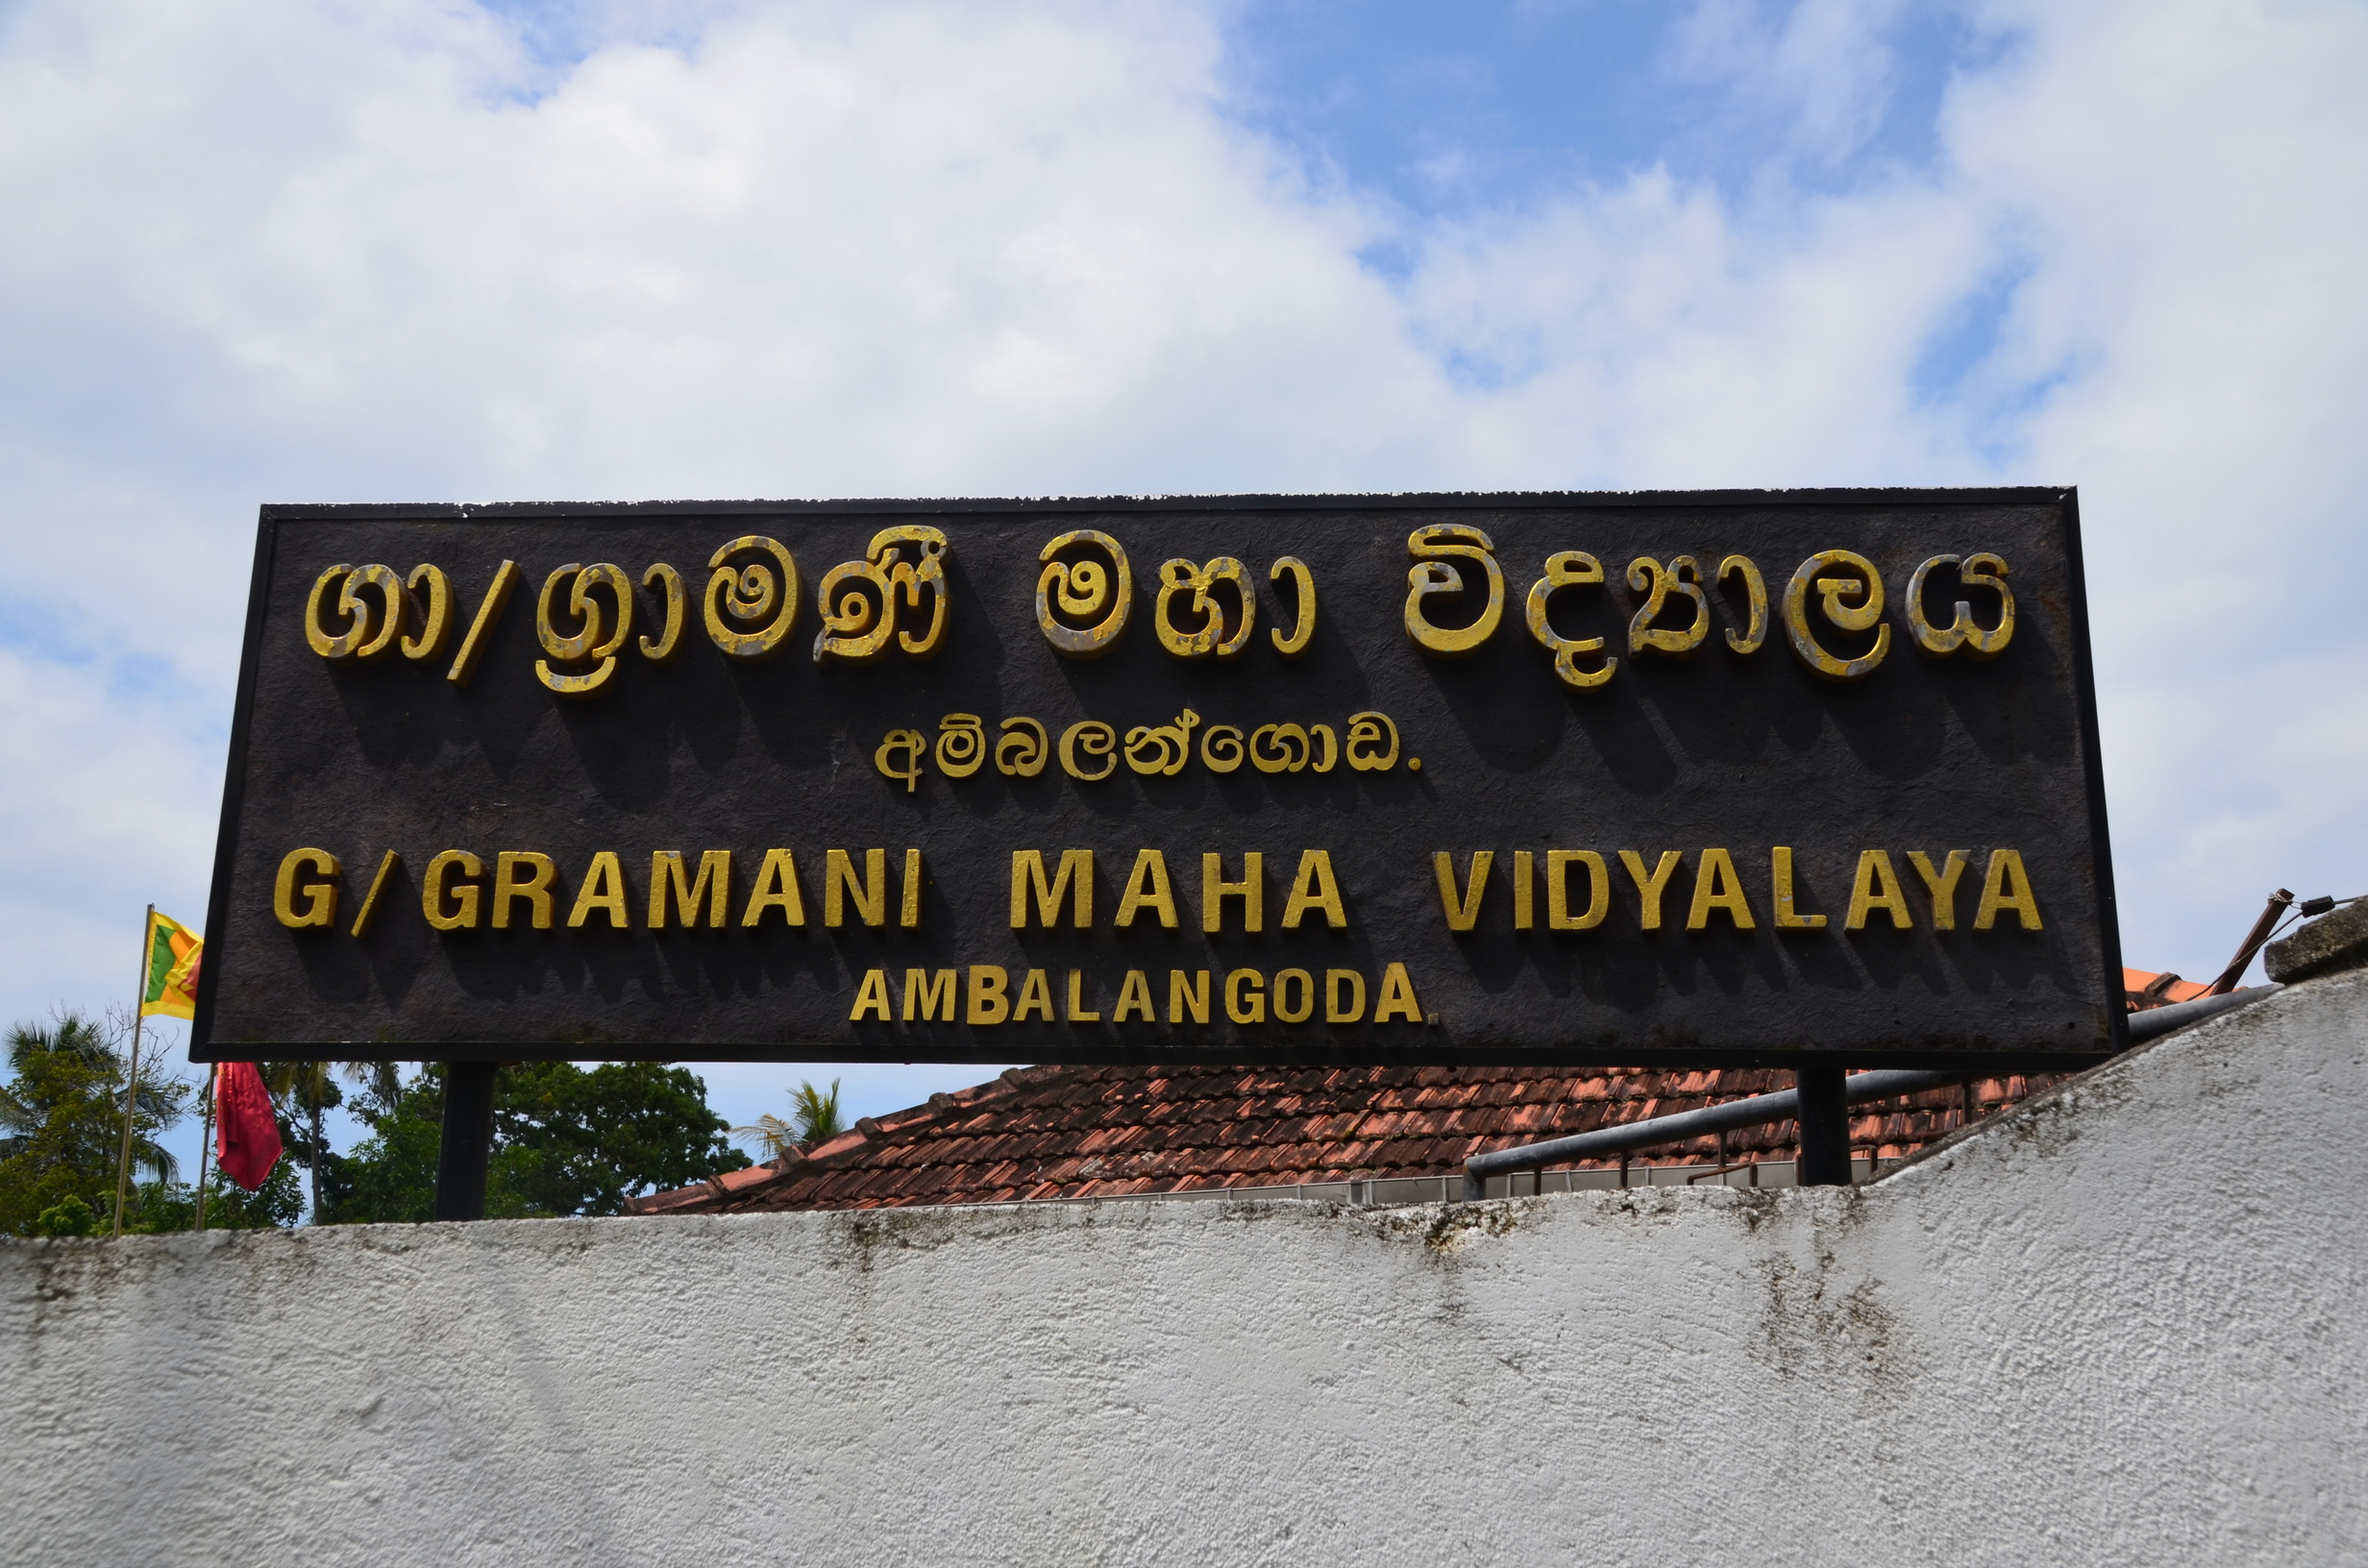 ගා/ග්‍රාමණී මහා විද්‍යාලය
අම්බලන්ගොඩ.
G/GRAMANI MAHA VIDYALAYA
AMBALANGODA.